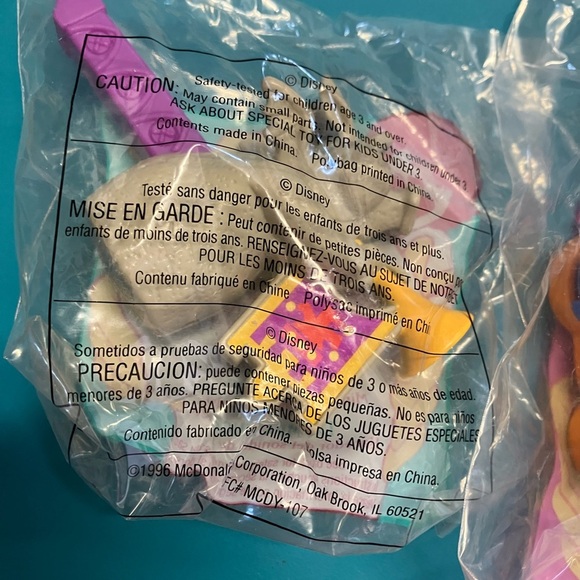 © Disney
CAUTION: Safety-tested for children age 3 and over.
May contain small parts. Not intended for children under 3.
ASK ABOUT SPECIAL TOY FOR KIDS UNDER 3.
Contents made in China. Polybag printed in China.
© Disney
Testé sans danger pour les enfants de trois ans et plus.
MISE EN GARDE : Peut contenir de petites pièces. Non conçu
enfants de moins de trois ans. RENSEIGNEZ-VOUS AU SUJET DE NOTRE
POUR LES MOINS DE TROIS ANS.
Contenu fabriqué en Chine Polysac imprimé en Chi
© Disney
Sometidos a pruebas de seguridad para niños de 3 o más años de edad.
PRECAUCION: puede contener piezas pequeñas. No es para niños
menores de 3 años. PREGUNTE ACERCA DE LOS JUGUETES ESPECIALES
PARA NIÑOS MENORES DE 3 AÑOS.
Contenido fabricado en China. Bolsa impresa en China.
©1996 McDonald Corporation, Oak Brook, IL 60521
FC# MCDY-107